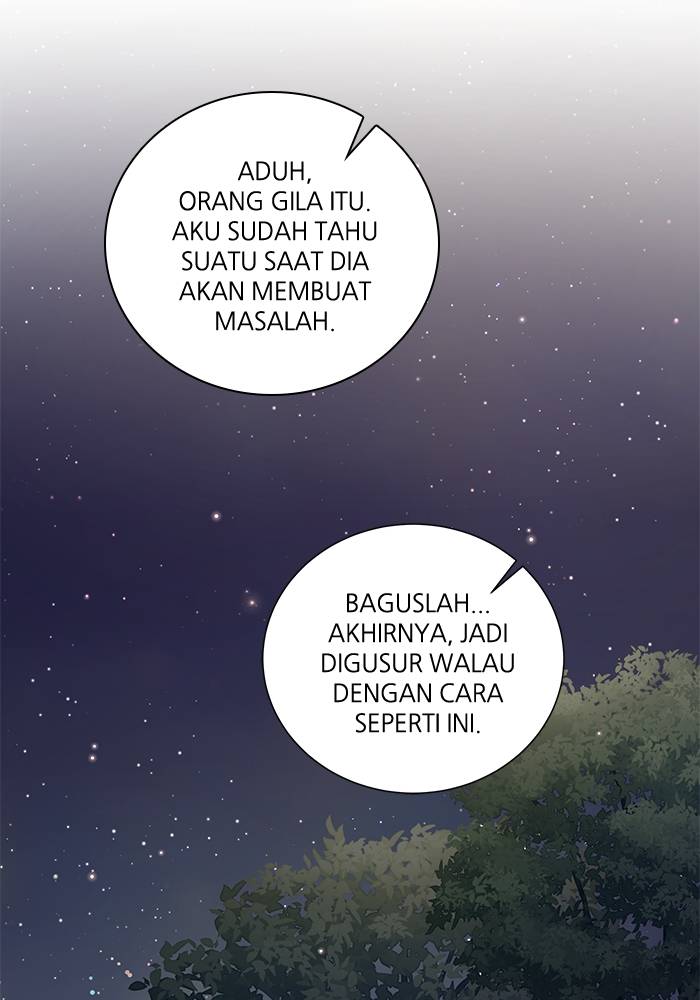 ADUH,
ORANG GILA ITU.
AKU SUDAH TAHU
SUATU SAAT DIA
AKAN MEMBUAT
MASALAH.
BAGUSLAH...
AKHIRNYA, JADI
DIGUSUR WALAU
DENGAN CARA
SEPERTI INI.